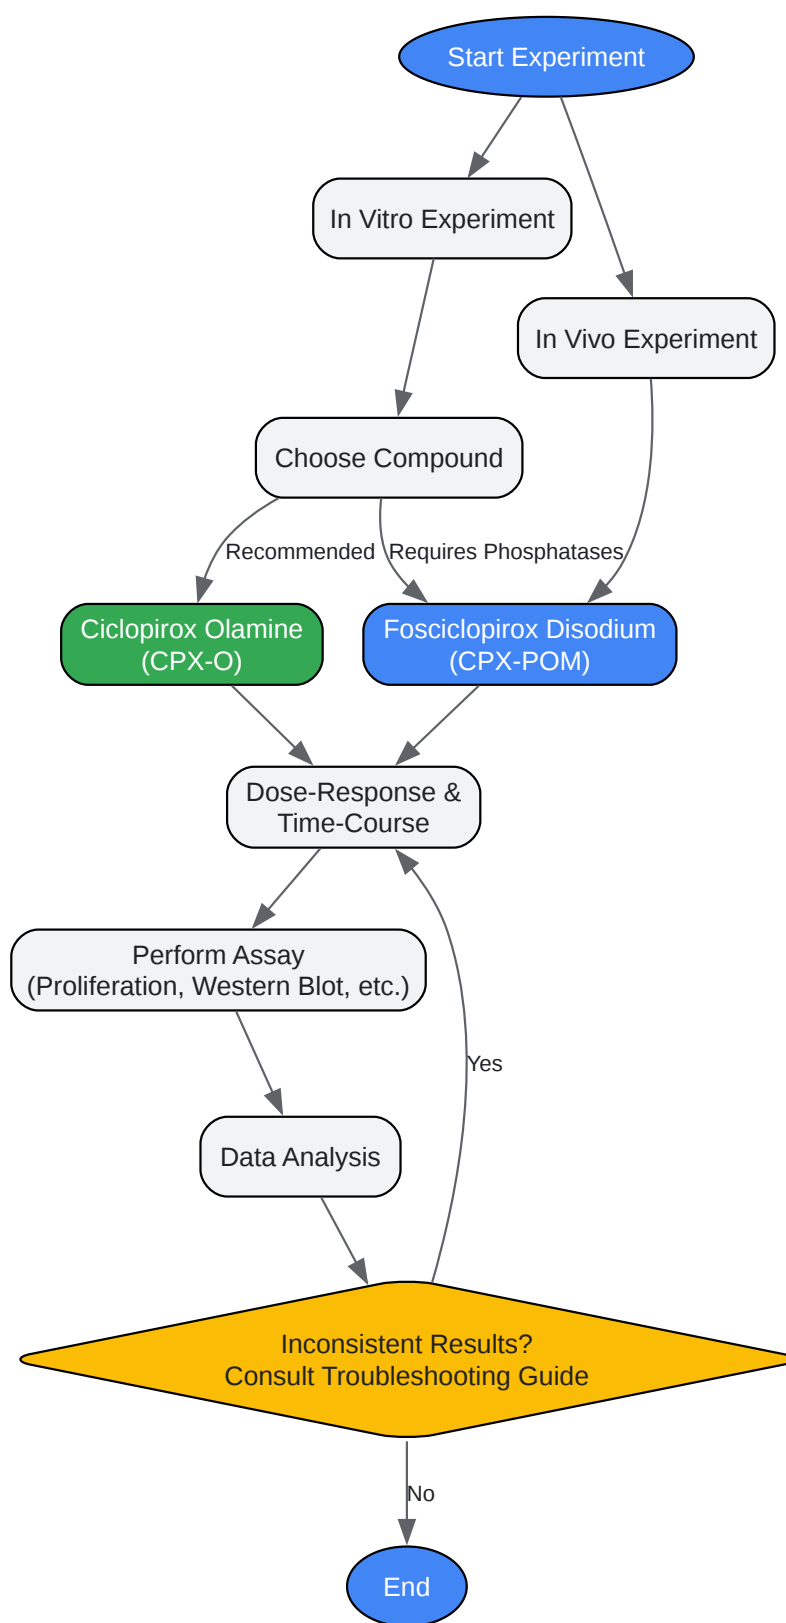 Start Experiment
In Vitro Experiment
In Vivo Experiment
Choose Compound
Recommended
Requires Phosphatases
Ciclopirox Olamine
(CPX-O)
Fosciclopirox Disodium
(CPX-POM)
Dose-Response &
Time-Course
Perform Assay
(Proliferation, Western Blot, etc.)
Yes
Data Analysis
Inconsistent Results?
Consult Troubleshooting Guide
No
End